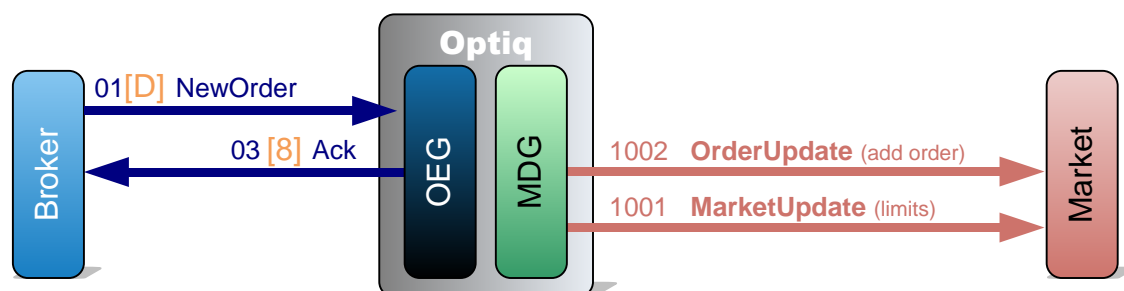 Optiq
Broker
01[D] NewOrder
03 [8] Ack
OEG
MDG
1002 OrderUpdate (add order)
1001 MarketUpdate (limits)
Market